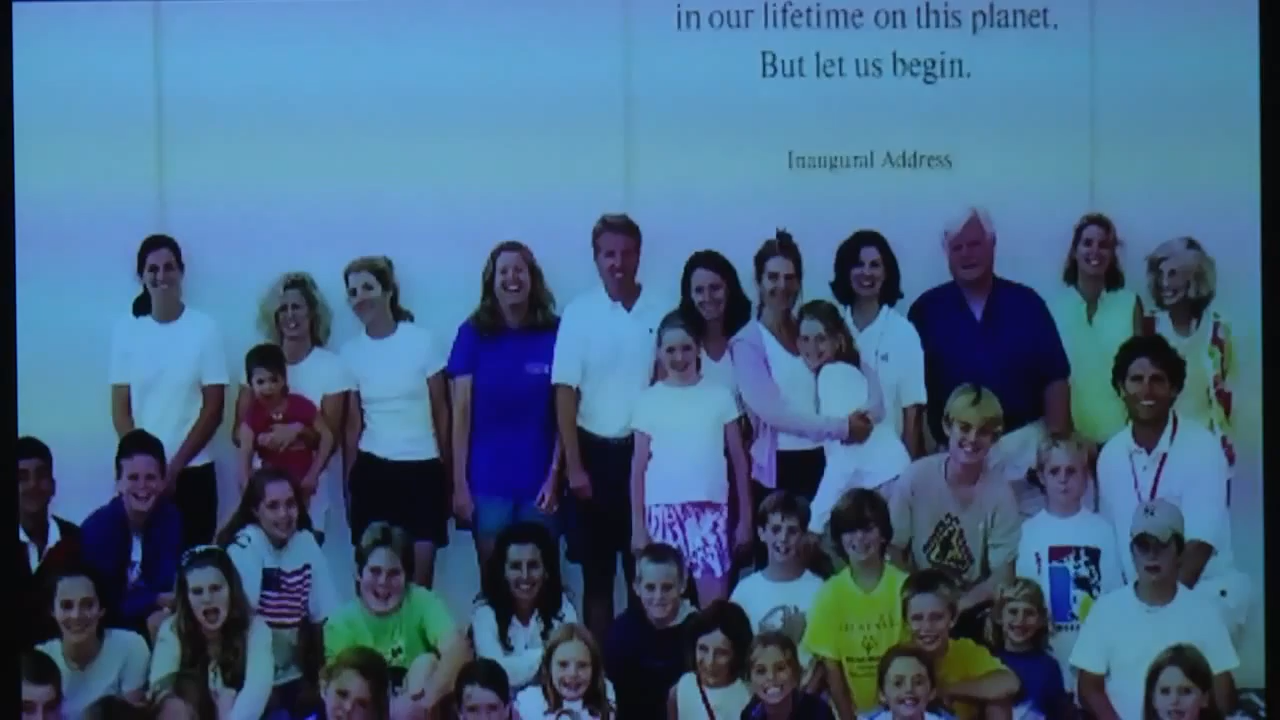 in our lifetime on this planet.
But let us begin.
Inaugural Address